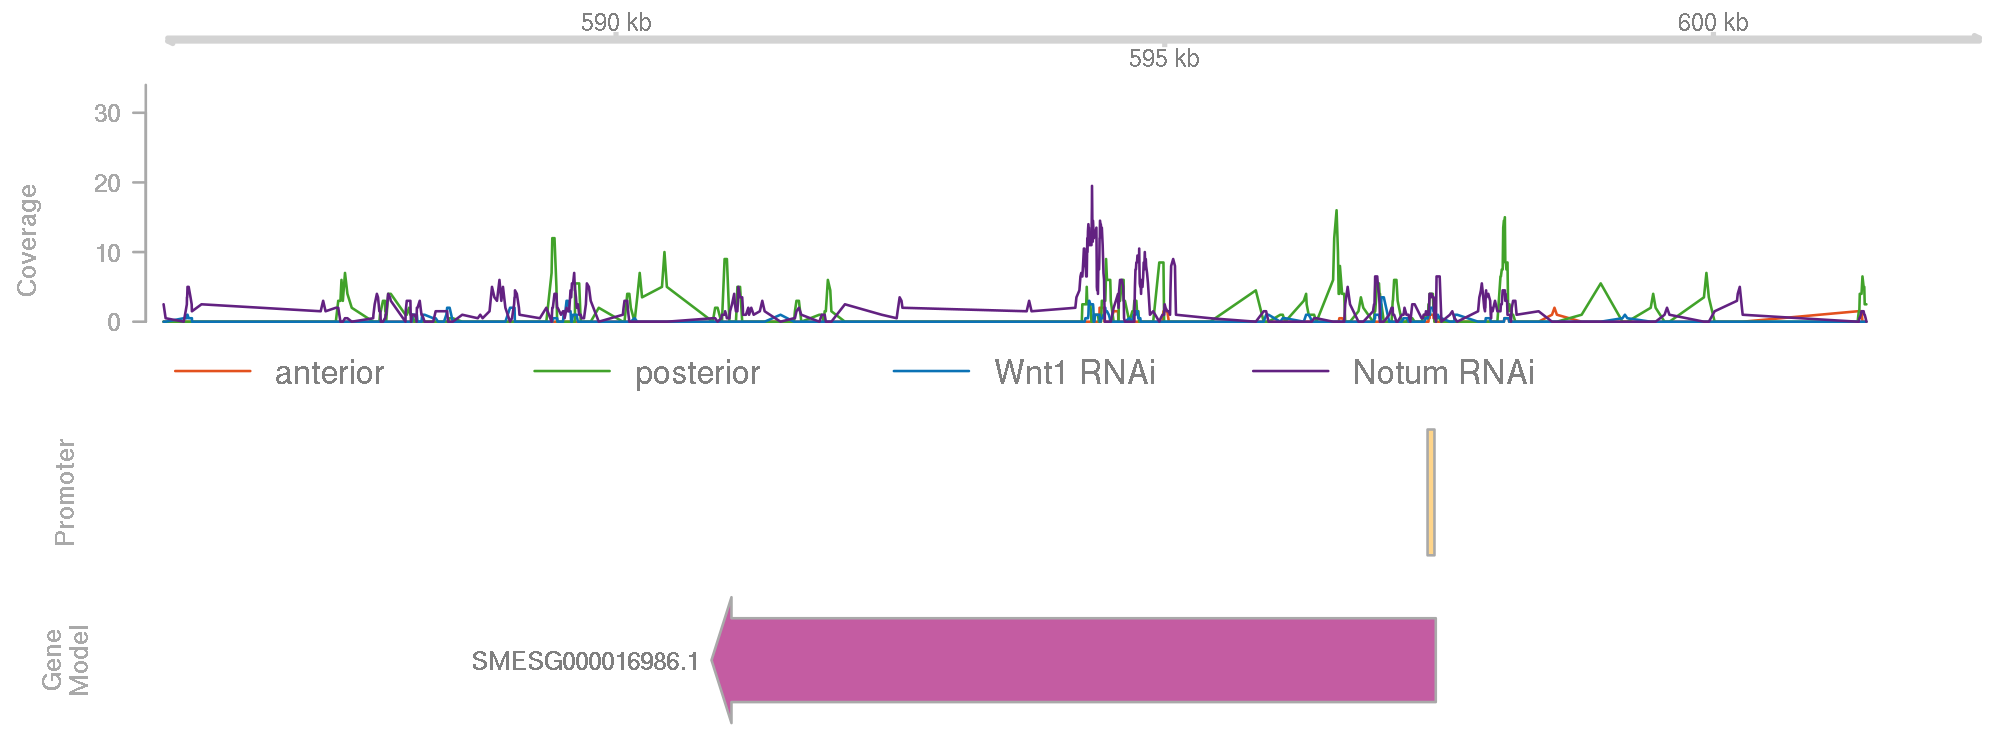 590 kb
600 kb
595 kb
Coverage
30
20
10
0
anterior posterior Wnt1 RNAi Notum RNAi
Promoter
Gene
Model
SMESG000016986.1